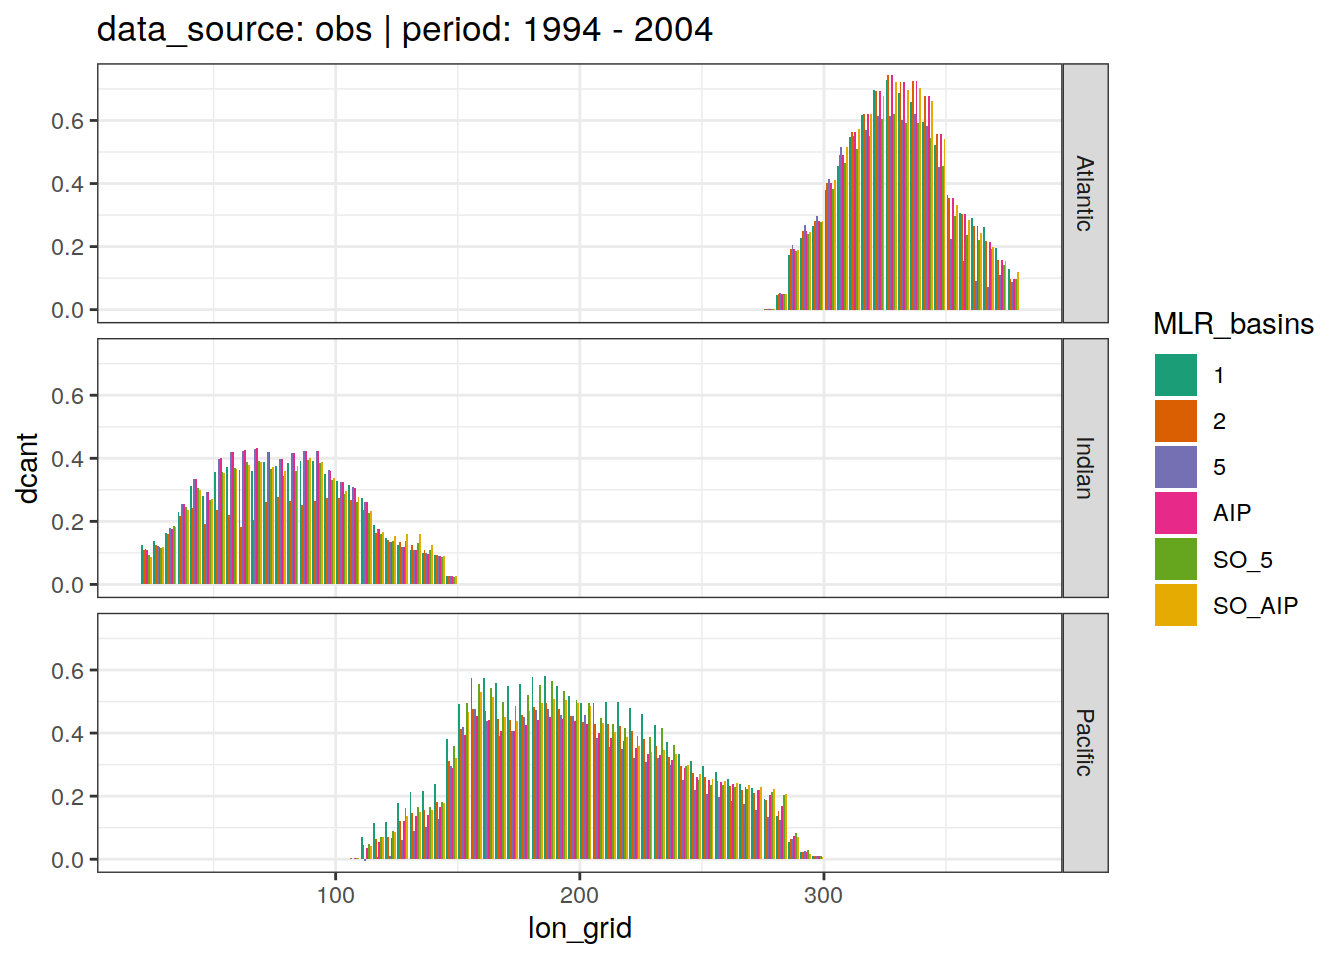 data_source: obs | period: 1994 - 2004
0.6
0.4
0.2
0.0
Atlantic
0.6
0.4
0.2
0.0
Indian
0.6
0.4
0.2
0.0
Pacific
100
200
300
lon_grid
dcant
MLR_basins
1
2
5
AIP
SO_5
SO_AIP